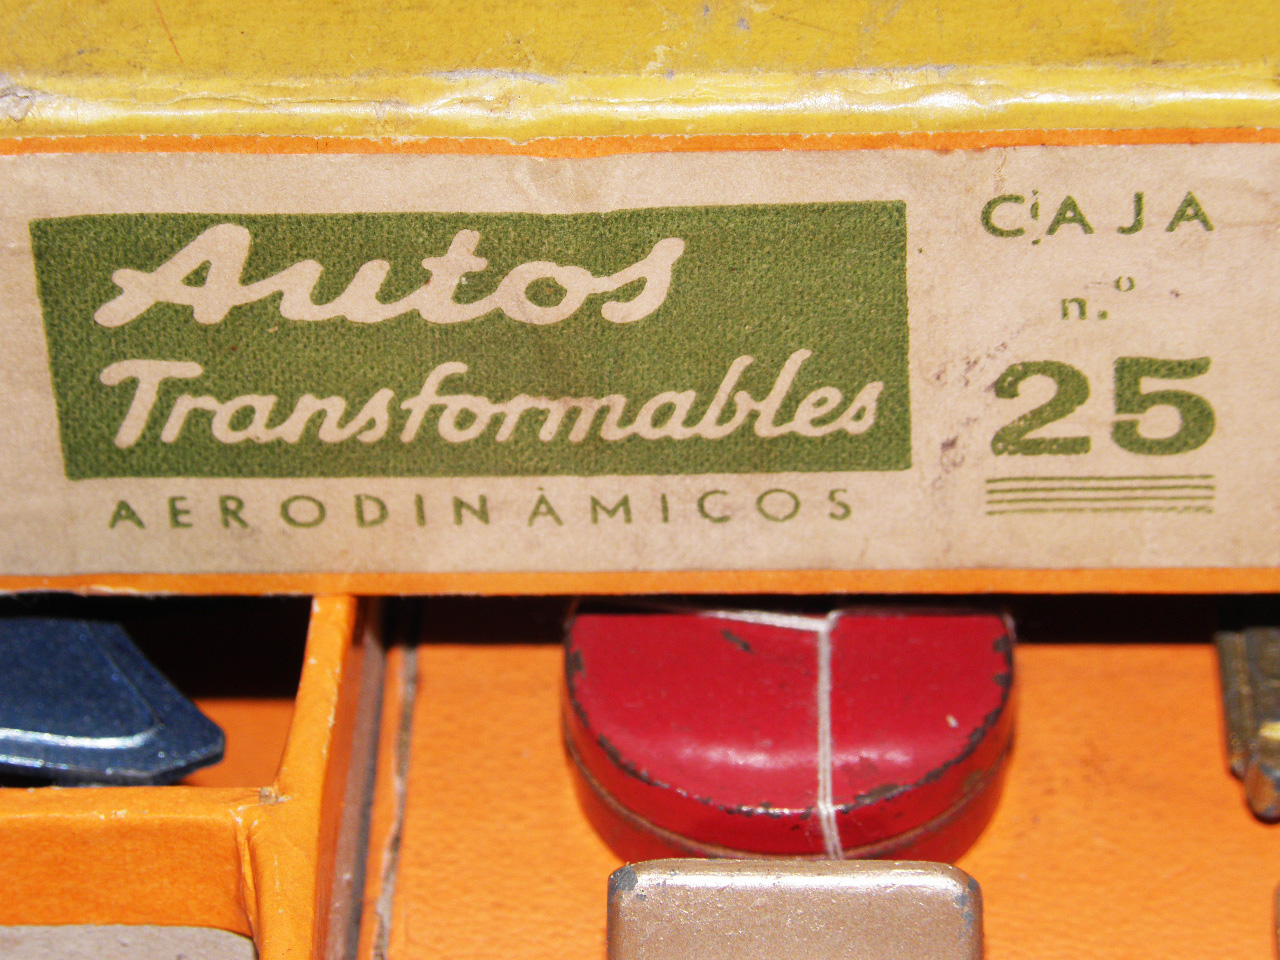 Autos
Transformables
AERODINÀMICOS
CAJA
n.º
25